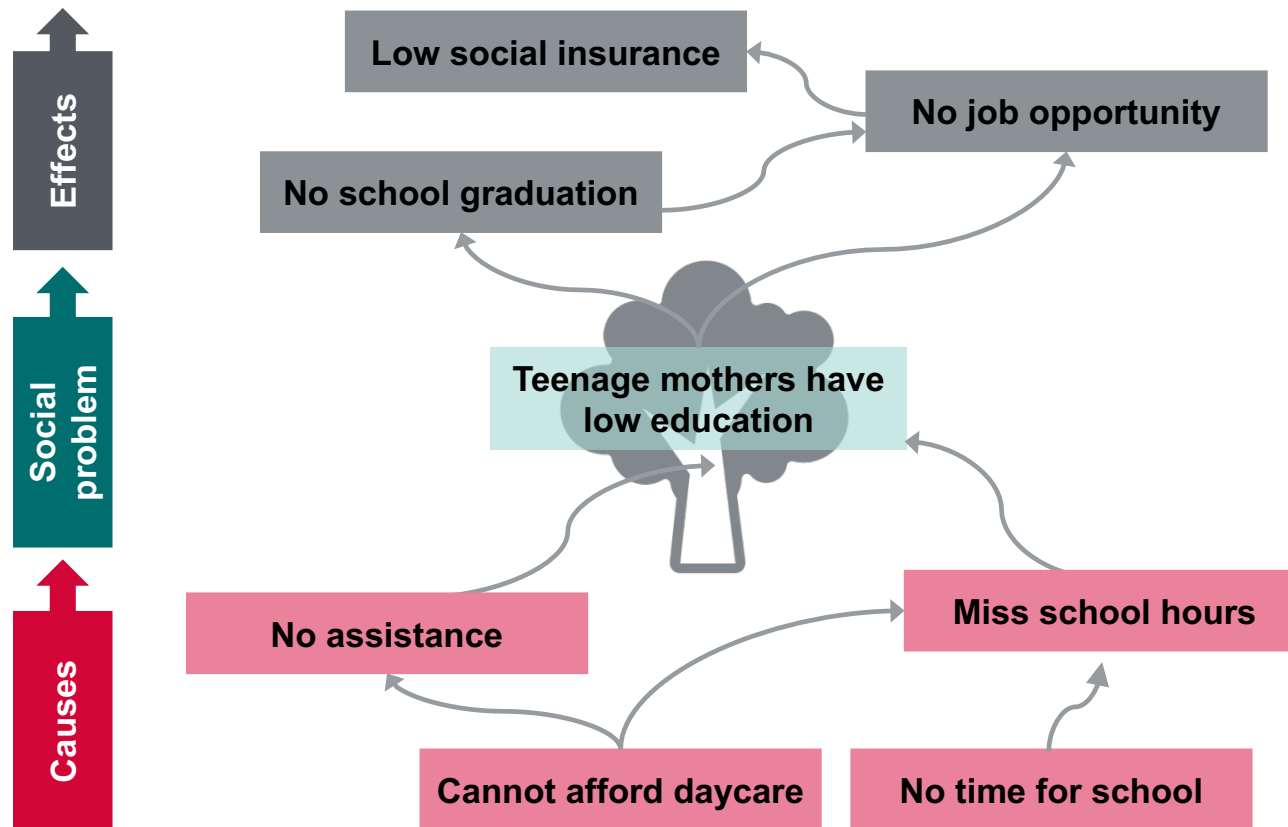 Effects
Low social insurance
No job opportunity
No school graduation
Social
problem
Teenage mothers have
low education
Causes
No assistance
Miss school hours
Cannot afford daycare
No time for school